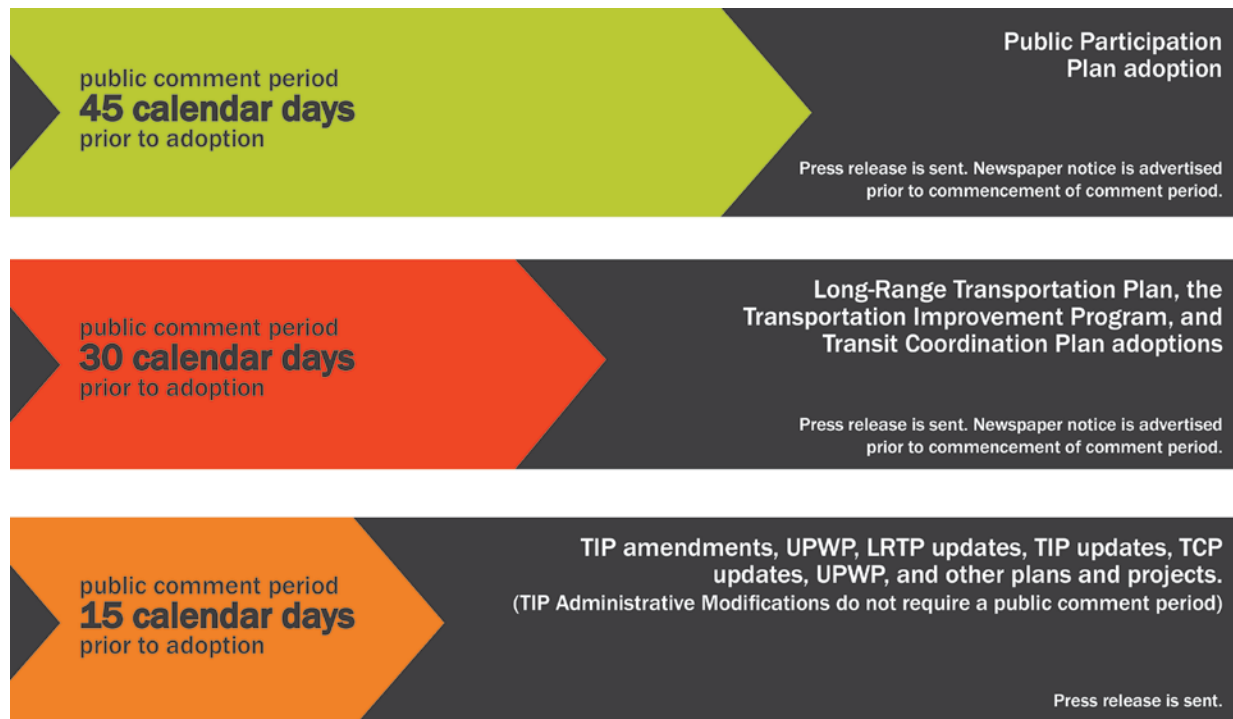 public comment period
45 calendar days
prior to adoption
Public Participation
Plan adoption
Press release is sent. Newspaper notice is advertised
prior to commencement of comment period.
public comment period
30 calendar days
prior to adoption
Long-Range Transportation Plan, the
Transportation Improvement Program, and
Transit Coordination Plan adoptions
Press release is sent. Newspaper notice is advertised
prior to commencement of comment period.
public comment period
15 calendar days
prior to adoption
TIP amendments, UPWP, LRTP updates, TIP updates, TCP
updates, UPWP, and other plans and projects.
(TIP Administrative Modifications do not require a public comment period)
Press release is sent.